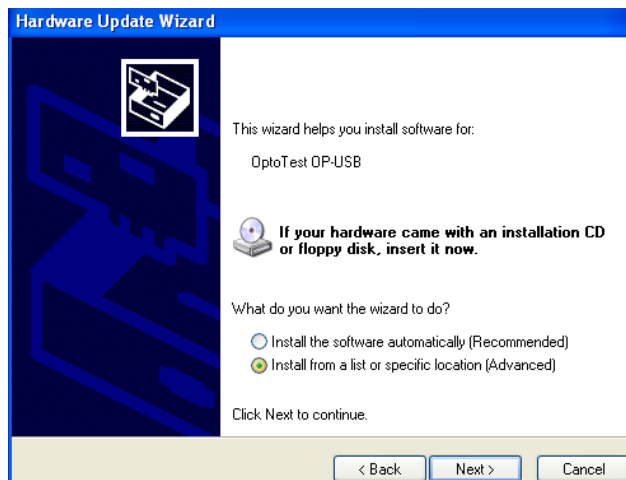 Hardware Update Wizard
This wizard helps you install software for:
OptoTest OP-USB
If your hardware came with an installation CD
or floppy disk, insert it now.
What do you want the wizard to do?
Install the software automatically (Recommended)
Install from a list or specific location (Advanced)
Click Next to continue.
< Back Next > Cancel